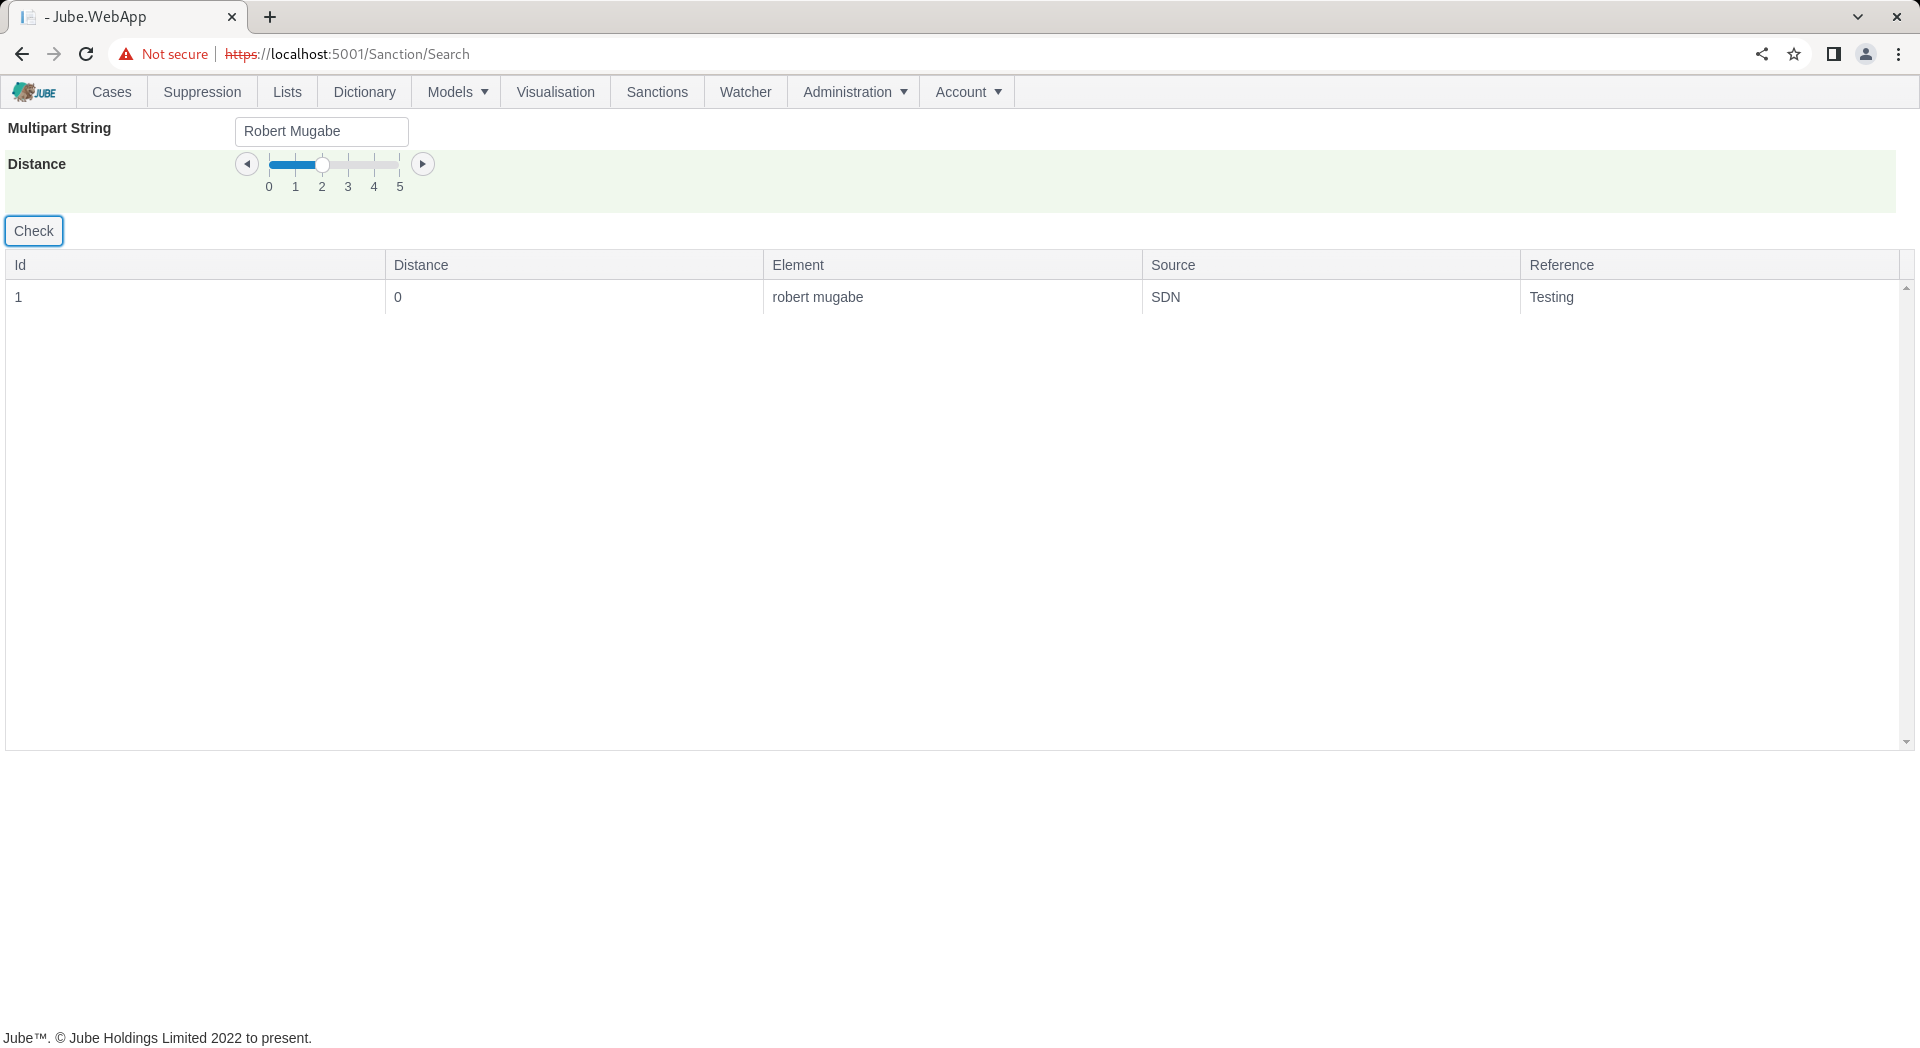 - Jube.WebApp
Not secure https://localhost:5001/Sanction/Search
JUBE Cases Suppression Lists Dictionary Models Visualisation Sanctions Watcher Administration Account
Multipart String Robert Mugabe
Distance
0 1 2 3 4 5
Check
Id Distance Element Source Reference
1 0 robert mugabe SDN Testing
Jube™. © Jube Holdings Limited 2022 to present.